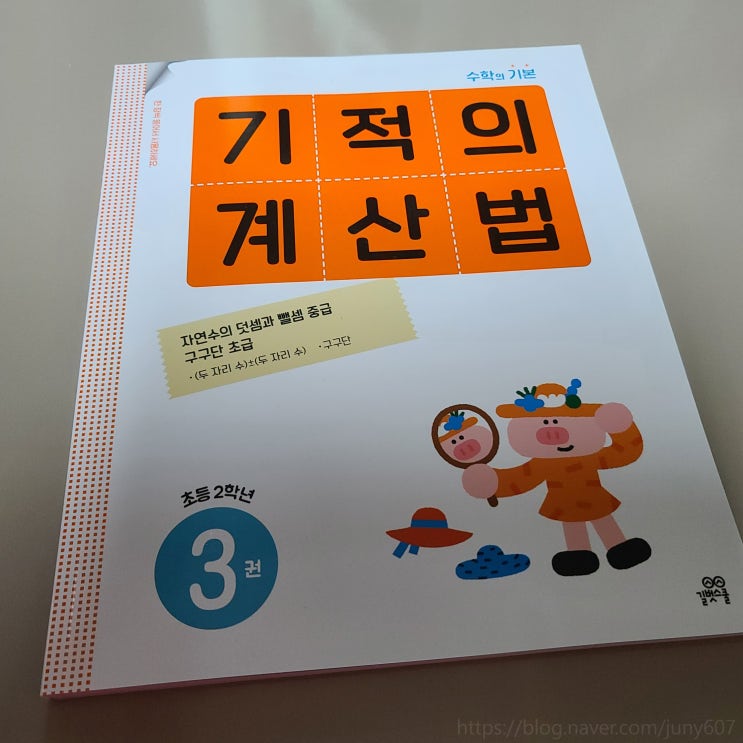 수학의 기본
기적의
계산법
자연수의 덧셈과 뺄셈 중급
구구단 초급
• (두 자리 수)±(두 자리 수) • 구구단
초등 2학년
3권
길벗스쿨
https://blog.naver.com/juny607